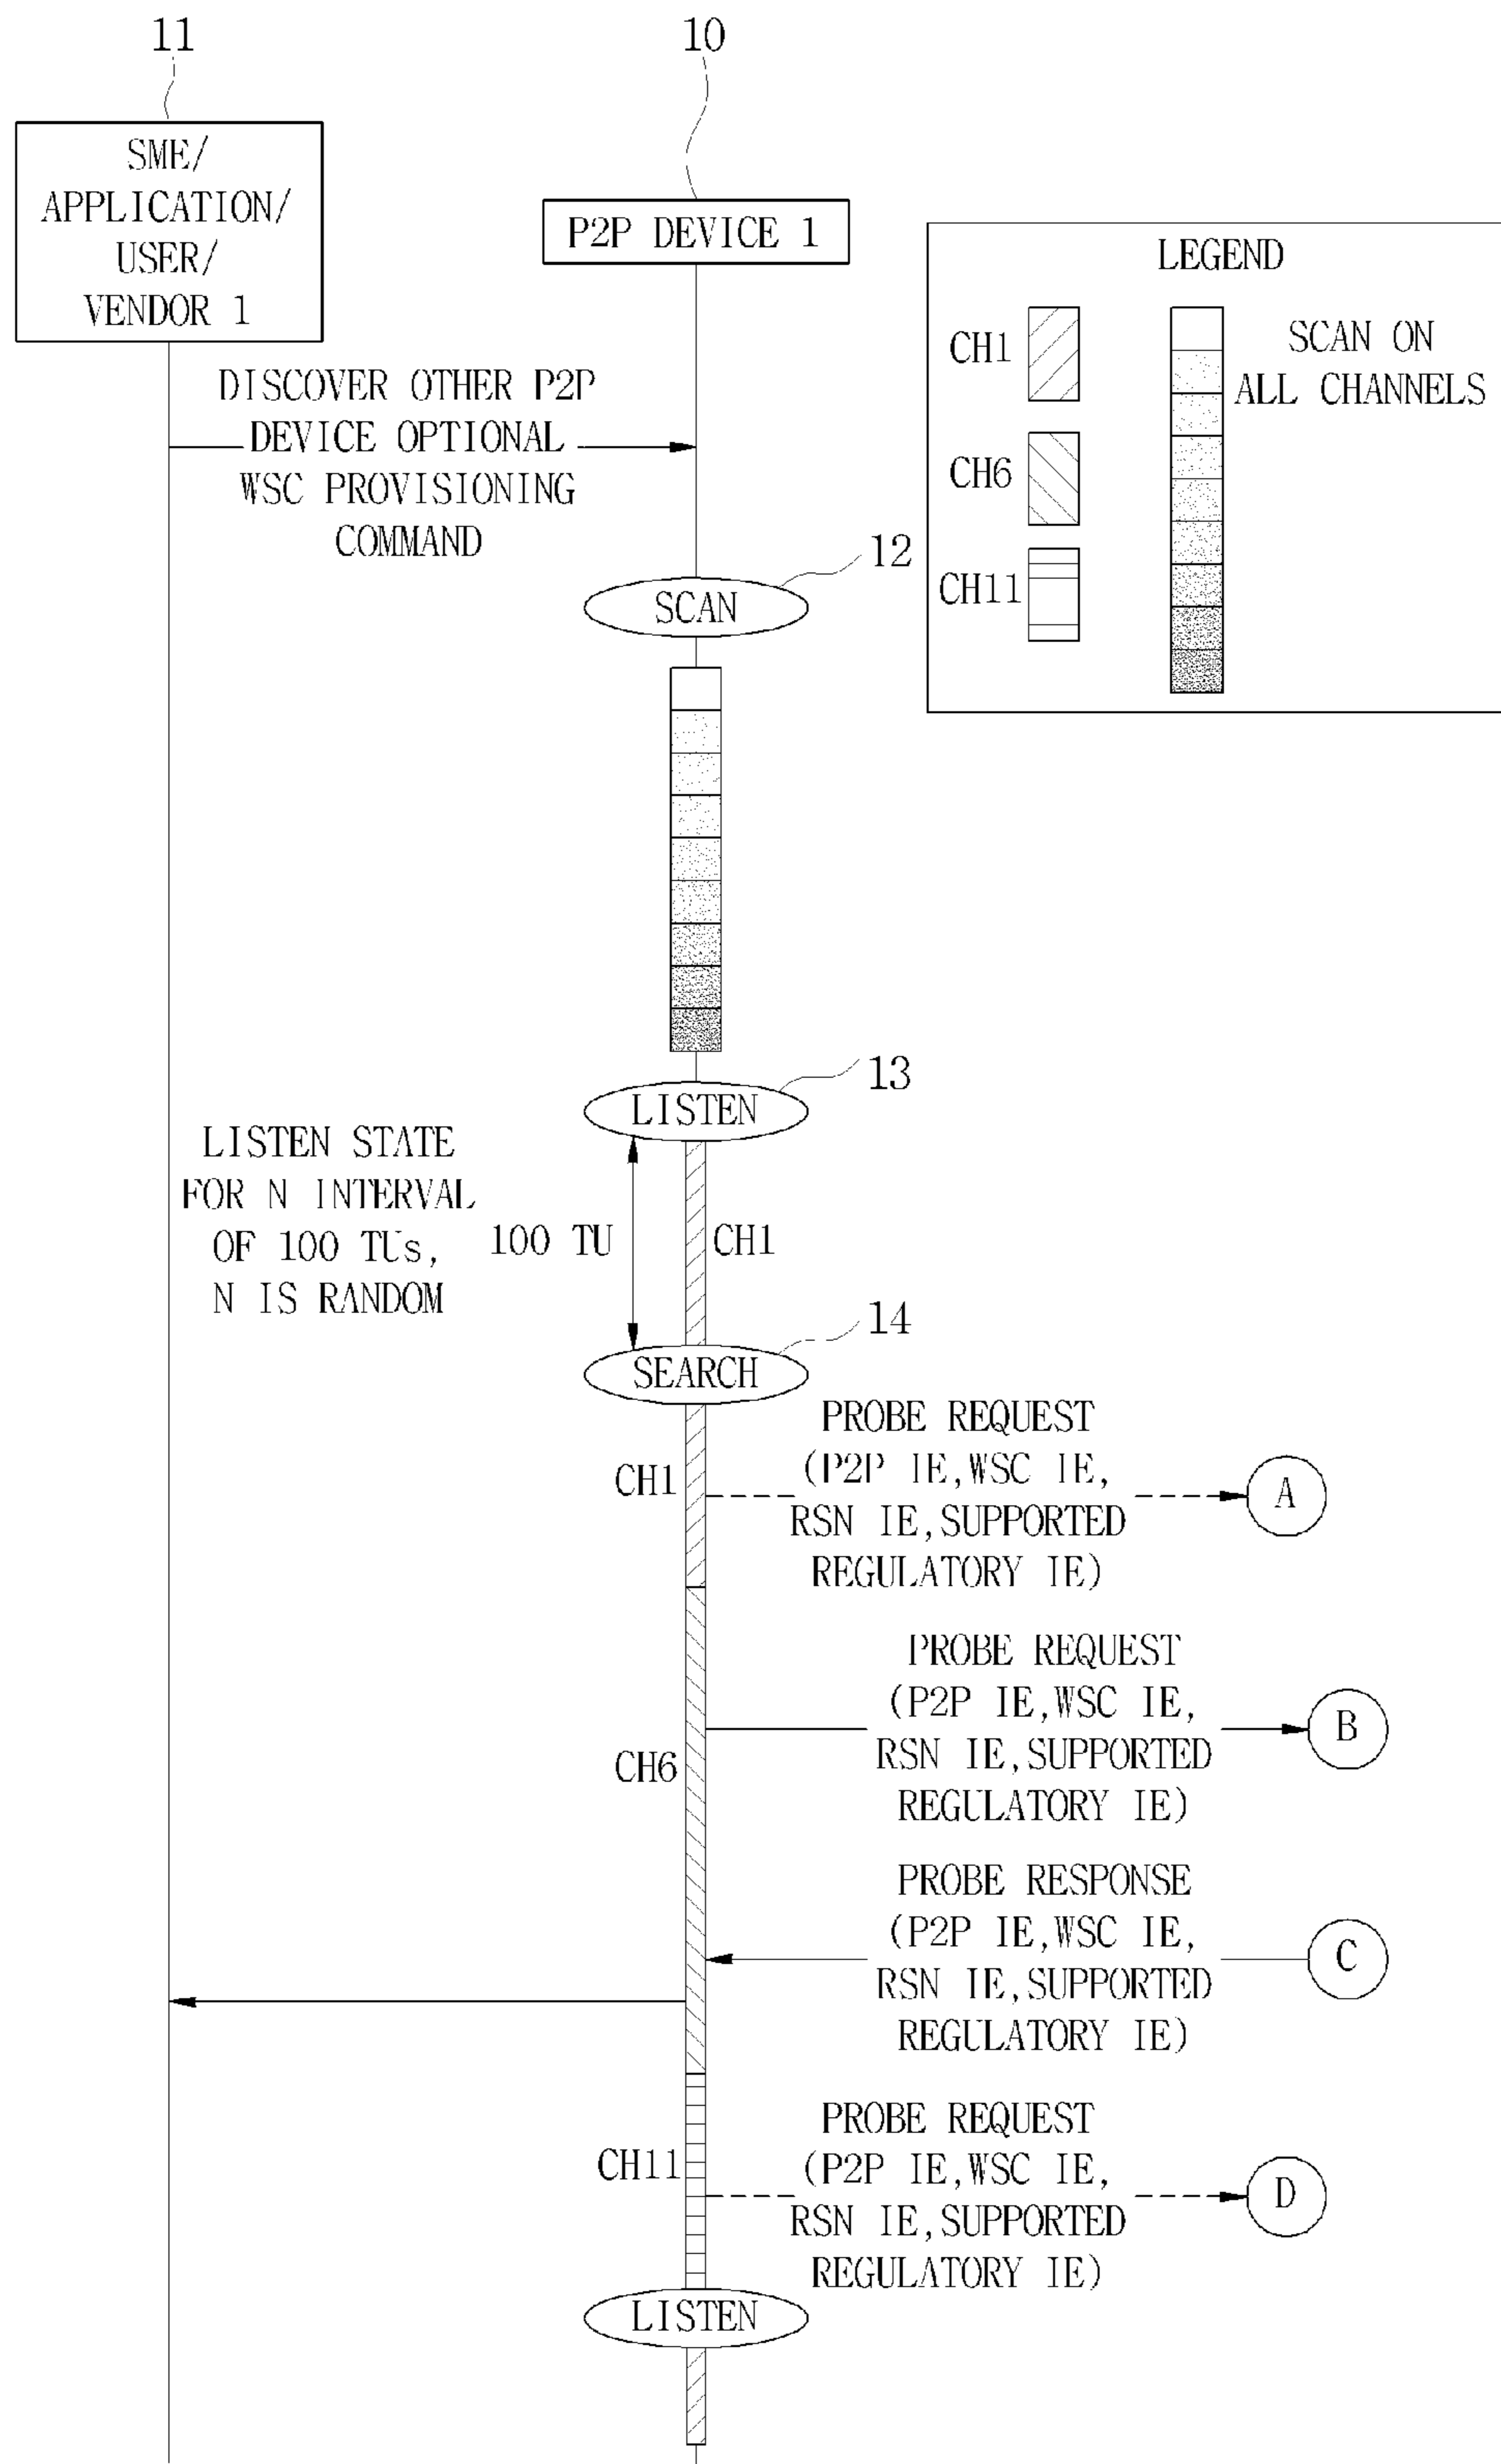 11
10
SME/
APPLICATION/
USER/
VENDOR 1
P2P DEVICE 1
LEGEND
CH1
SCAN ON
ALL CHANNELS
CH6
CH11
DISCOVER OTHER P2P
DEVICE OPTIONAL
WSC PROVISIONING
COMMAND
12
SCAN
13
LISTEN
LISTEN STATE
FOR N INTERVAL
OF 100 TUs,
N IS RANDOM
100 TU
CH1
14
SEARCH
CH1
PROBE REQUEST
(P2P IE,WSC IE,
RSN IE,SUPPORTED
REGULATORY IE)
A
CH6
PROBE REQUEST
(P2P IE,WSC IE,
RSN IE,SUPPORTED
REGULATORY IE)
B
PROBE RESPONSE
(P2P IE,WSC IE,
RSN IE,SUPPORTED
REGULATORY IE)
C
CH11
PROBE REQUEST
(P2P IE,WSC IE,
RSN IE,SUPPORTED
REGULATORY IE)
D
LISTEN